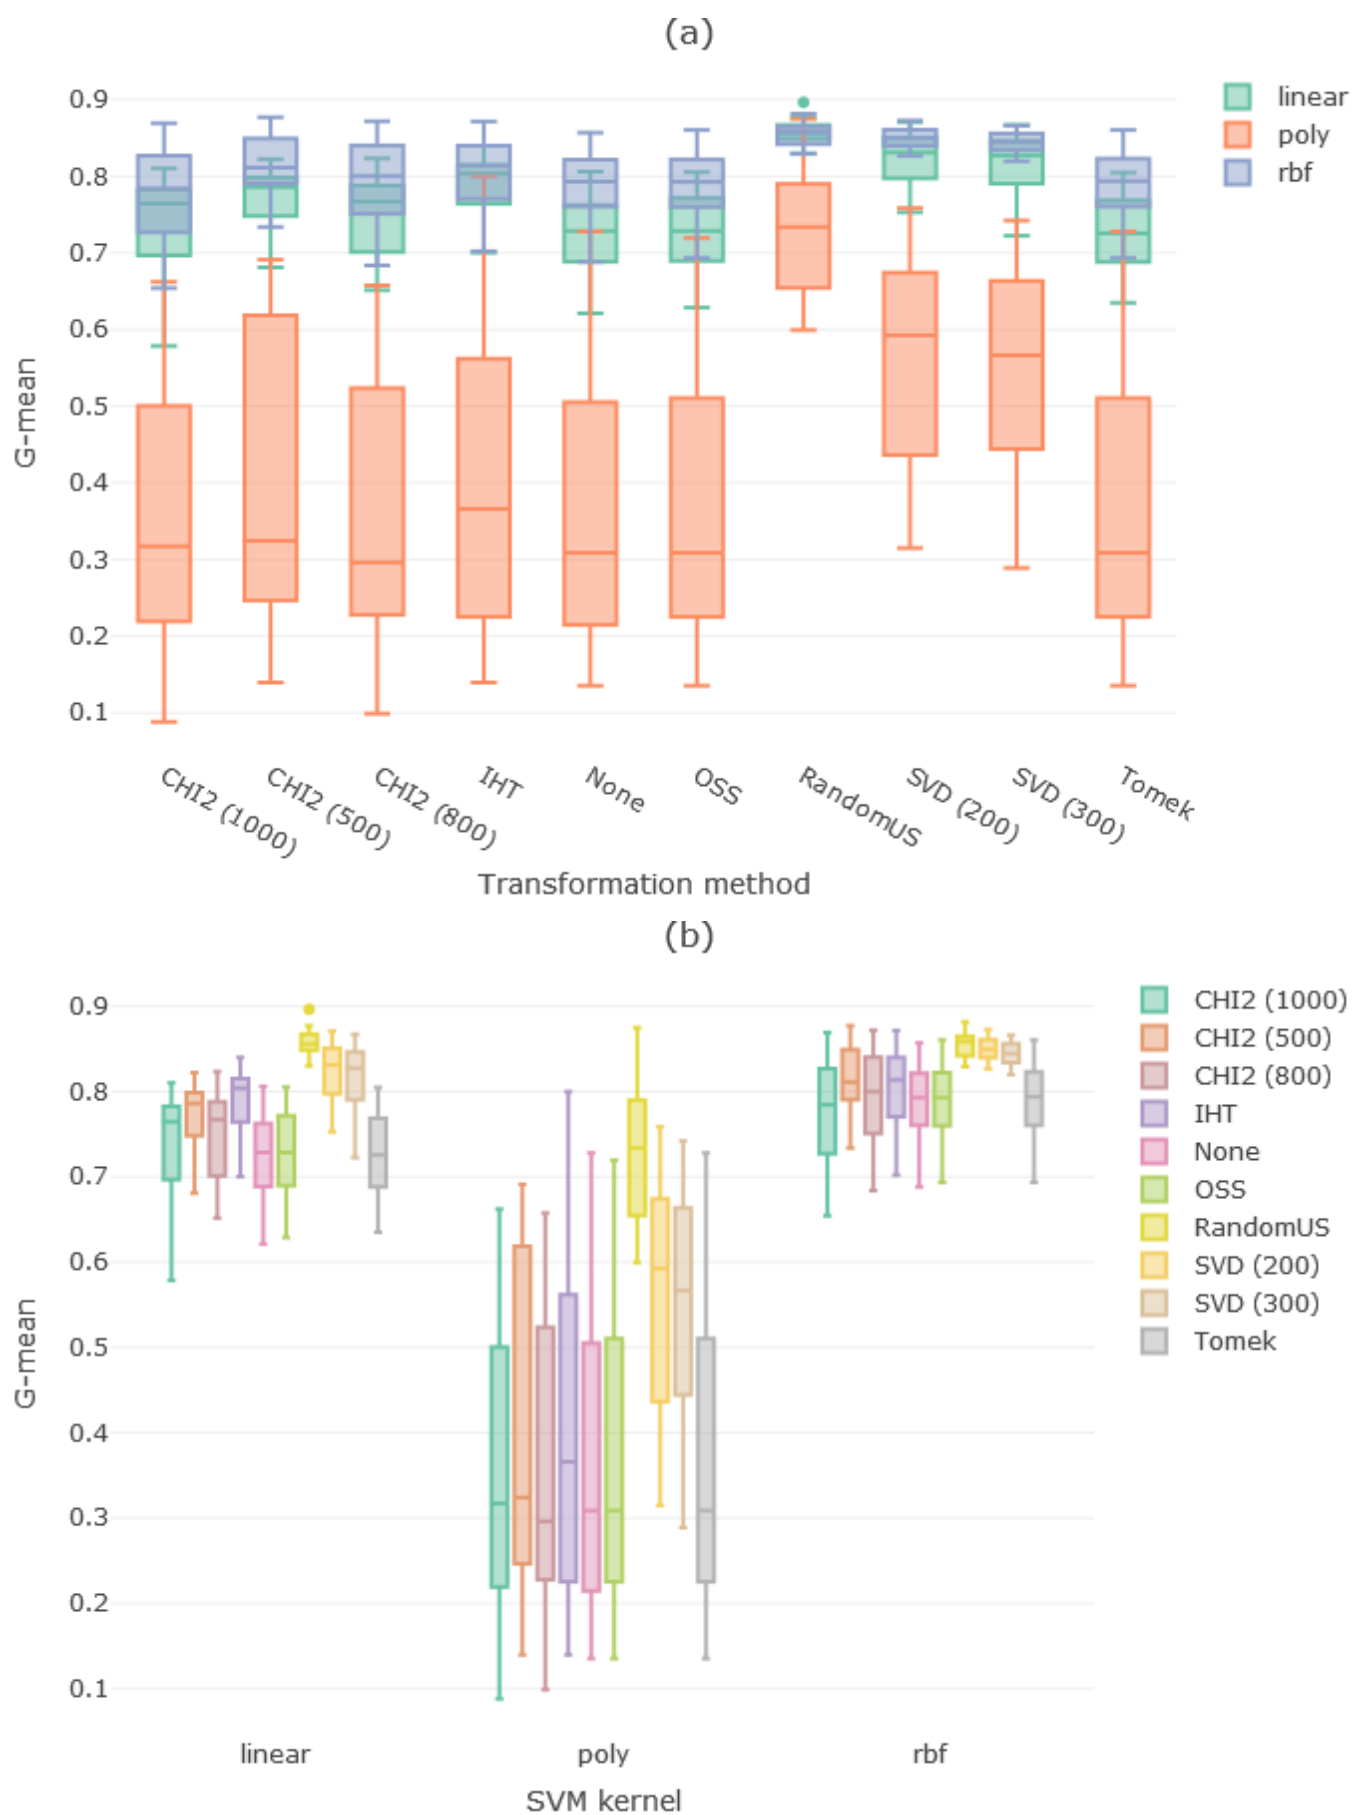 (a)
0.9
0.8
0.7
0.6
0.5
0.4
0.3
0.2
0.1
G-mean
CHI2 (1000)
CHI2 (500)
CHI2 (800)
IHT
None
OSS
RandomUS
SVD (200)
SVD (300)
Tomek
Transformation method
linear
poly
rbf
(b)
0.9
0.8
0.7
0.6
0.5
0.4
0.3
0.2
0.1
G-mean
linear
poly
rbf
SVM kernel
CHI2 (1000)
CHI2 (500)
CHI2 (800)
IHT
None
OSS
RandomUS
SVD (200)
SVD (300)
Tomek